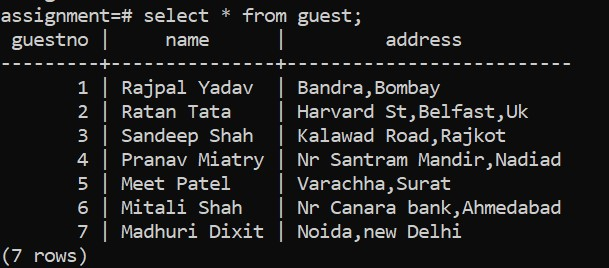 assignment=# select * from guest;
 guestno |     name      |         address
---------+---------------+--------------------------
       1 | Rajpal Yadav  | Bandra,Bombay
       2 | Ratan Tata    | Harvard St,Belfast,Uk
       3 | Sandeep Shah  | Kalawad Road,Rajkot
       4 | Pranav Miatry | Nr Santram Mandir,Nadiad
       5 | Meet Patel    | Varachha,Surat
       6 | Mitali Shah   | Nr Canara bank,Ahmedabad
       7 | Madhuri Dixit | Noida,new Delhi
(7 rows)